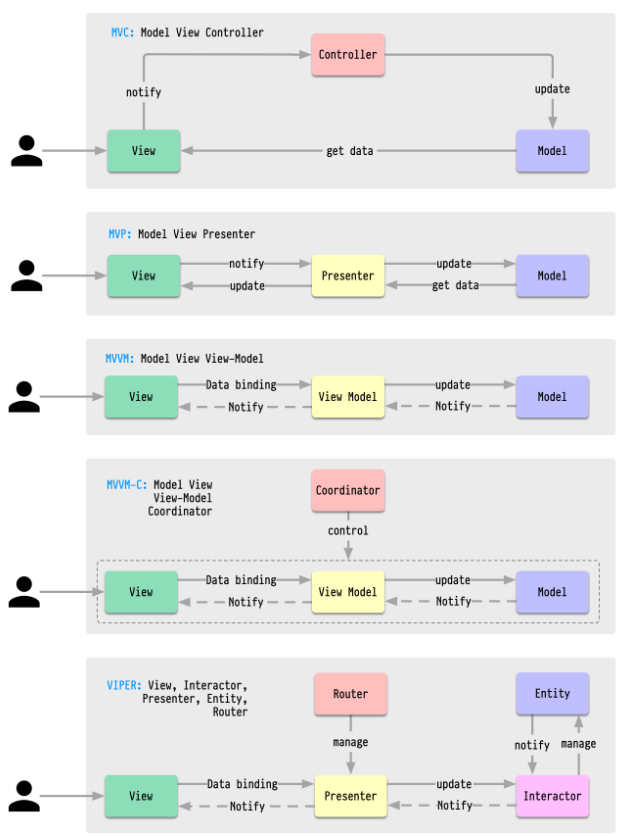 MVC: Model View Controller
Controller
notify
update
View
get data
Model
MVP: Model View Presenter
View
notify
update
Presenter
update
get data
Model
MVVM: Model View View-Model
View
Data binding
Notify
View Model
update
Notify
Model
MVVM-C: Model View
View-Model
Coordinator
Coordinator
control
View
Data binding
Notify
View Model
update
Notify
Model
VIPER: View, Interactor,
Presenter, Entity,
Router
Router
Entity
manage
notify
manage
View
Data binding
Notify
Presenter
update
Notify
Interactor